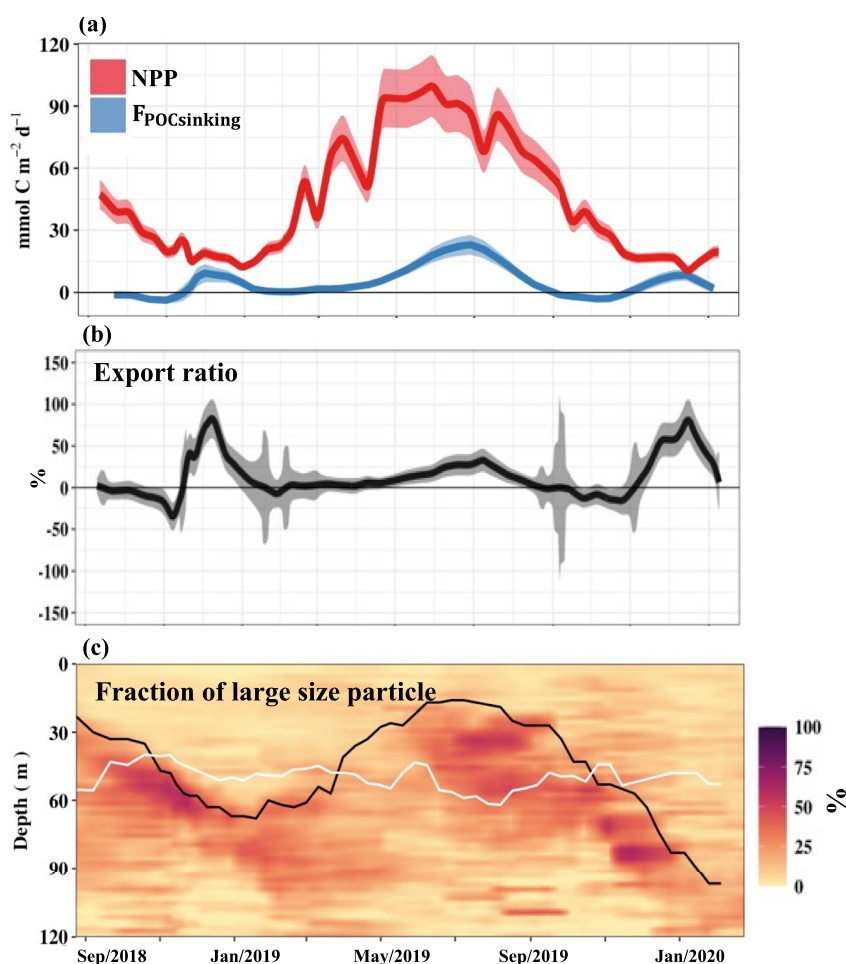 (a)
120
90
60
30
0
mmol C m⁻² d⁻¹
NPP
F_POCsinking
(b)
150
100
50
0
-50
-100
-150
%
Export ratio
(c)
0
30
60
90
120
Depth ( m )
Fraction of large size particle
100
75
50
25
0
%
Sep/2018 Jan/2019 May/2019 Sep/2019 Jan/2020